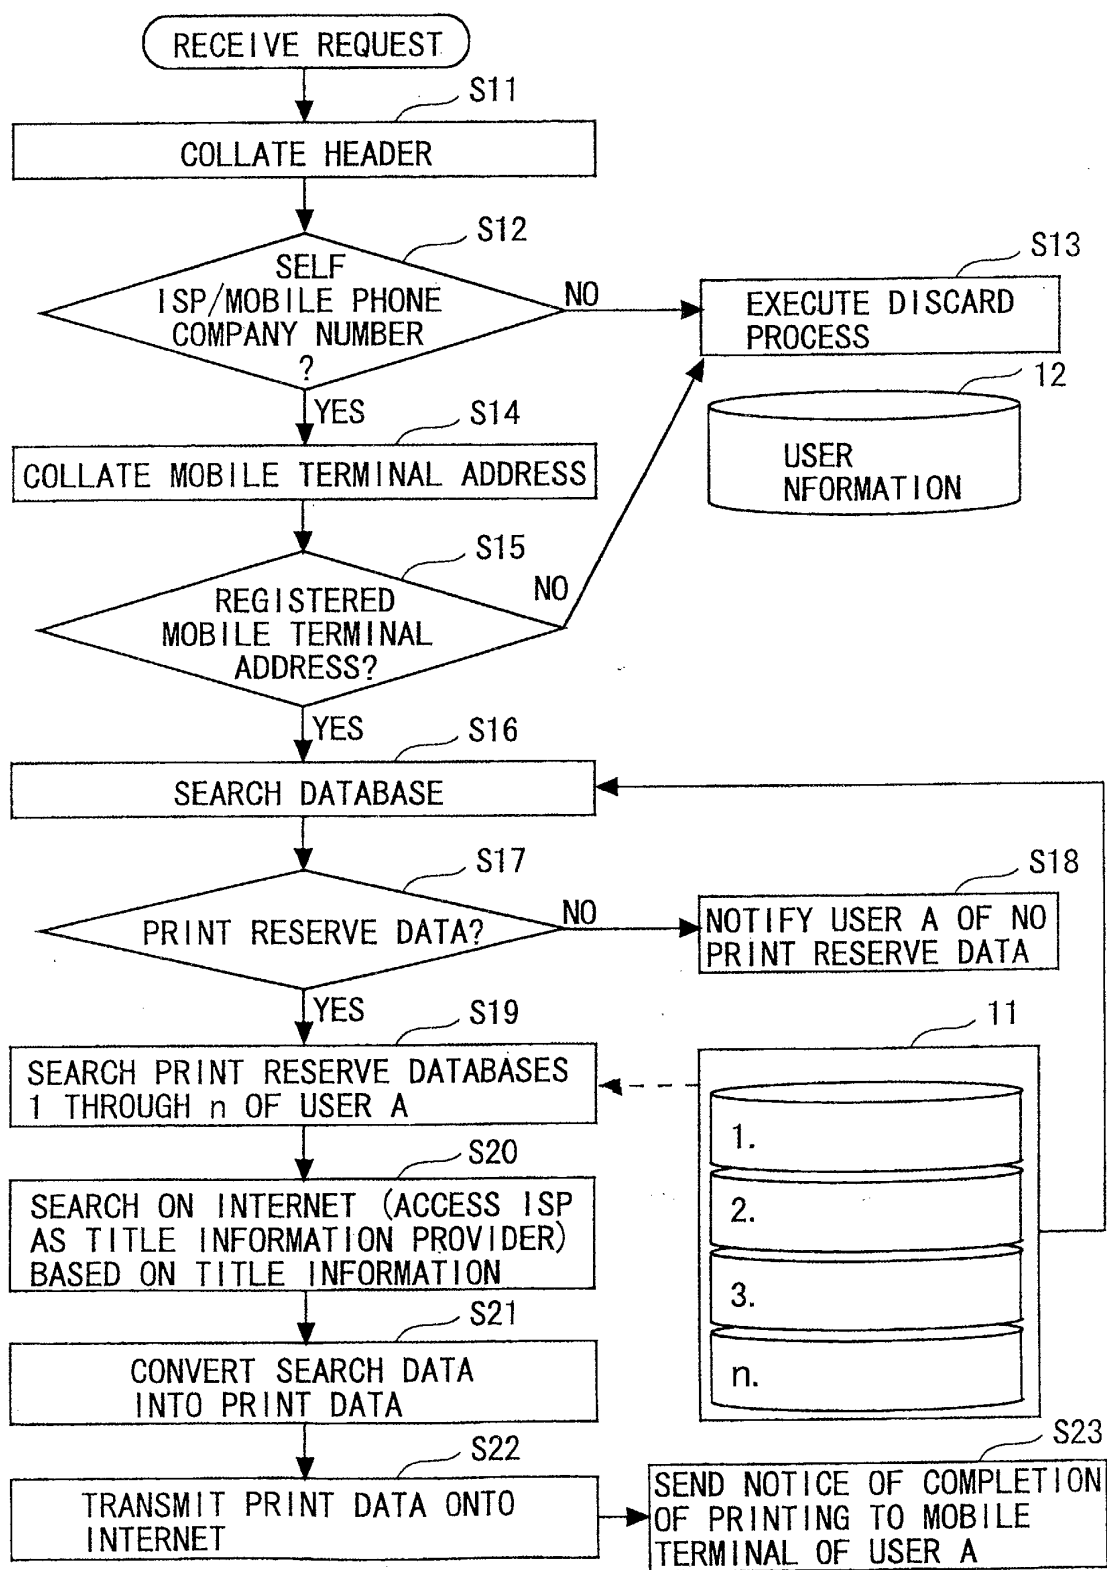 RECEIVE REQUEST
S11
COLLATE HEADER
S12
SELF
ISP/MOBILE PHONE
COMPANY NUMBER
?
NO
S13
EXECUTE DISCARD
PROCESS
YES
12
USER
NFORMATION
S14
COLLATE MOBILE TERMINAL ADDRESS
S15
REGISTERED
MOBILE TERMINAL
ADDRESS?
NO
YES
S16
SEARCH DATABASE
S17
PRINT RESERVE DATA?
NO
S18
NOTIFY USER A OF NO
PRINT RESERVE DATA
YES
S19
SEARCH PRINT RESERVE DATABASES
1 THROUGH n OF USER A
11
1.
2.
3.
n.
S20
SEARCH ON INTERNET (ACCESS ISP
AS TITLE INFORMATION PROVIDER)
BASED ON TITLE INFORMATION
S21
CONVERT SEARCH DATA
INTO PRINT DATA
S22
TRANSMIT PRINT DATA ONTO
INTERNET
S23
SEND NOTICE OF COMPLETION
OF PRINTING TO MOBILE
TERMINAL OF USER A